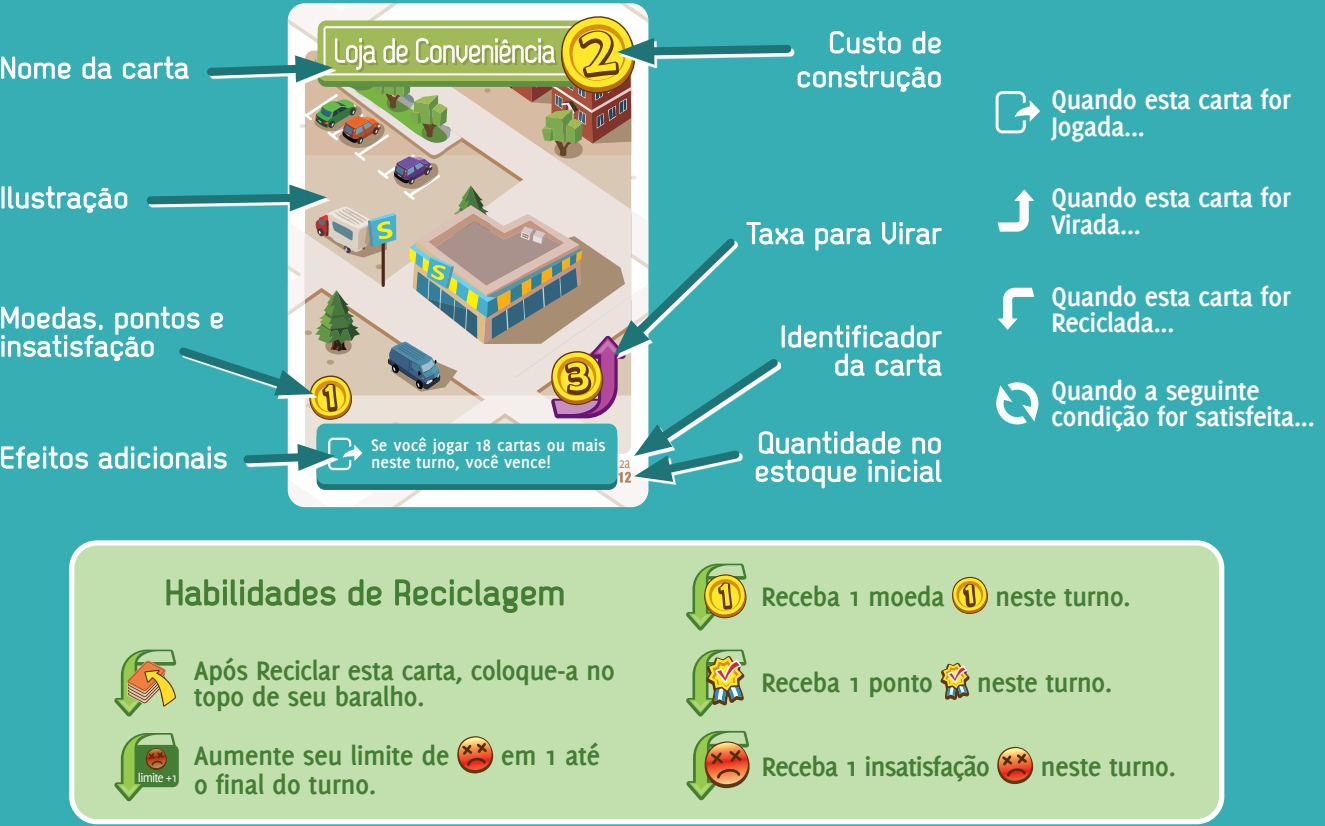 Nome da carta
Ilustração
Moedas, pontos e
insatisfação
Efeitos adicionais
Loja de Conveniência
2
S
S
1
3
Se você jogar 18 cartas ou mais
neste turno, você vence!
2a
12
Custo de
construção
Taxa para Virar
Identificador
da carta
Quantidade no
estoque inicial
Quando esta carta for
Jogada...
Quando esta carta for
Virada...
Quando esta carta for
Reciclada...
Quando a seguinte
condição for satisfeita...
Habilidades de Reciclagem
Após Reciclar esta carta, coloque-a no
topo de seu baralho.
limite +1
Aumente seu limite de em 1 até
o final do turno.
1
Receba 1 moeda 1 neste turno.
Receba 1 ponto neste turno.
Receba 1 insatisfação neste turno.